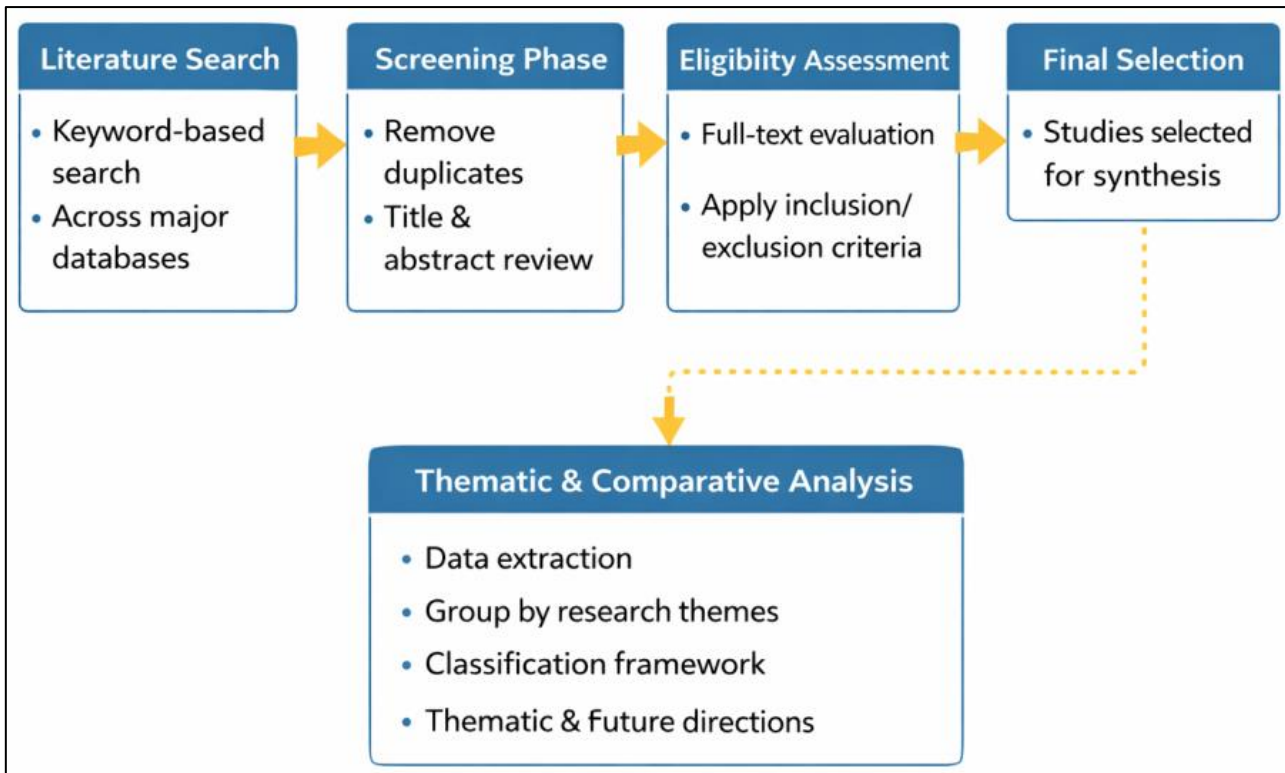 Literature Search
• Keyword-based
search
• Across major
databases
Screening Phase
• Remove
duplicates
• Title &
abstract review
Eligibiity Assessment
• Full-text evaluation
• Apply inclusion/
exclusion criteria
Final Selection
• Studies selected
for synthesis
Thematic & Comparative Analysis
• Data extraction
• Group by research themes
• Classification framework
• Thematic & future directions